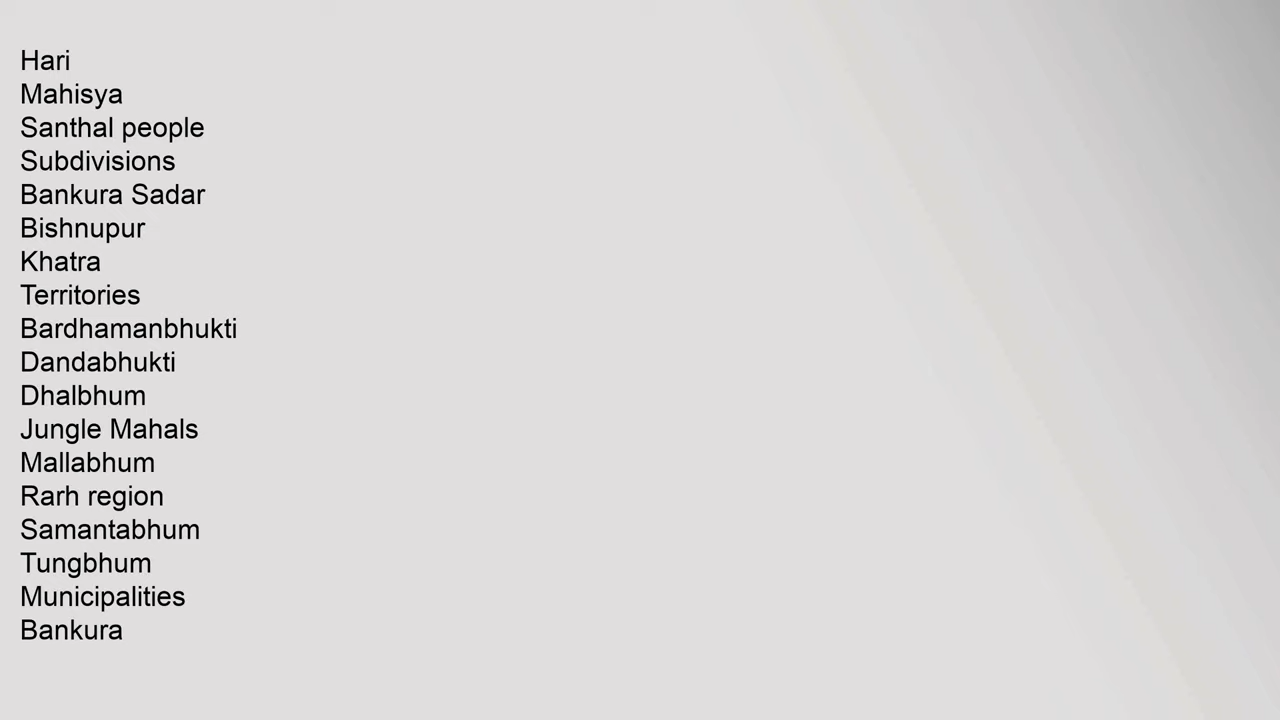 Hari
Mahisya
Santhal people
Subdivisions
Bankura Sadar
Bishnupur
Khatra
Territories
Bardhamanbhukti
Dandabhukti
Dhalbhum
Jungle Mahals
Mallabhum
Rarh region
Samantabhum
Tungbhum
Municipalities
Bankura